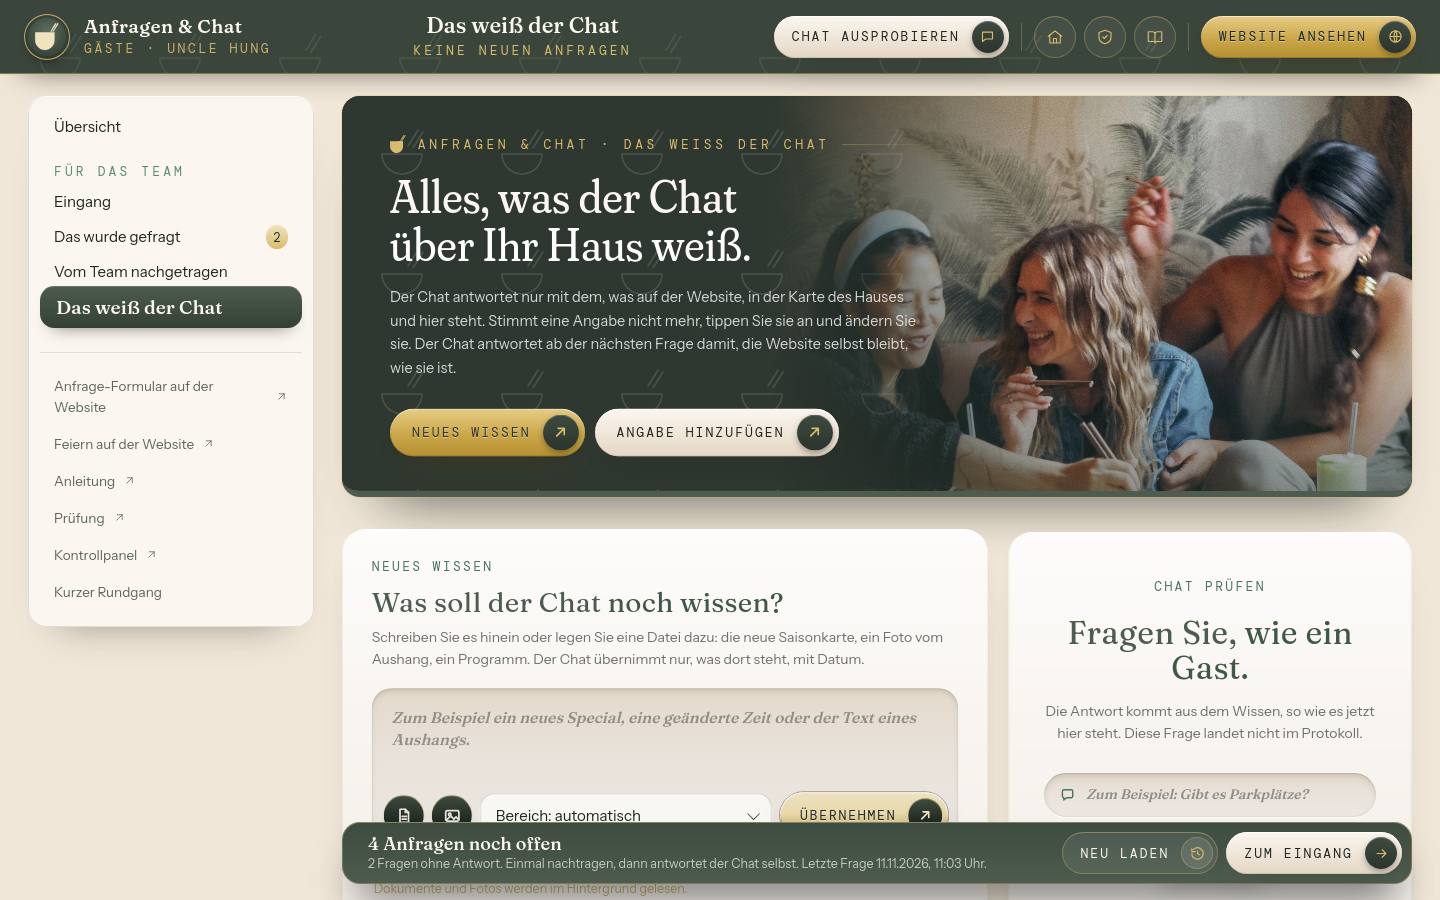 Anfragen & Chat
GÄSTE · UNCLE HUNG
Das weiß der Chat
KEINE NEUEN ANFRAGEN
CHAT AUSPROBIEREN
WEBSITE ANSEHEN
Übersicht
FÜR DAS TEAM
Eingang
Das wurde gefragt
2
Vom Team nachgetragen
Das weiß der Chat
Anfrage-Formular auf der
Website
Feiern auf der Website
Anleitung
Prüfung
Kontrollpanel
Kurzer Rundgang
ANFRAGEN & CHAT · DAS WEISS DER CHAT
Alles, was der Chat
über Ihr Haus weiß.
Der Chat antwortet nur mit dem, was auf der Website, in der Karte des Hauses
und hier steht. Stimmt eine Angabe nicht mehr, tippen Sie sie an und ändern Sie
sie. Der Chat antwortet ab der nächsten Frage damit, die Website selbst bleibt,
wie sie ist.
NEUES WISSEN
ANGABE HINZUFÜGEN
NEUES WISSEN
Was soll der Chat noch wissen?
Schreiben Sie es hinein oder legen Sie eine Datei dazu: die neue Saisonkarte, ein Foto vom
Aushang, ein Programm. Der Chat übernimmt nur, was dort steht, mit Datum.
Zum Beispiel ein neues Special, eine geänderte Zeit oder der Text eines
Aushangs.
Bereich: automatisch
ÜBERNEHMEN
CHAT PRÜFEN
Fragen Sie, wie ein
Gast.
Die Antwort kommt aus dem Wissen, so wie es jetzt
hier steht. Diese Frage landet nicht im Protokoll.
Zum Beispiel: Gibt es Parkplätze?
4 Anfragen noch offen
2 Fragen ohne Antwort. Einmal nachtragen, dann antwortet der Chat selbst. Letzte Frage 11.11.2026, 11:03 Uhr.
NEU LADEN
ZUM EINGANG
Dokumente und Fotos werden im Hintergrund gelesen.